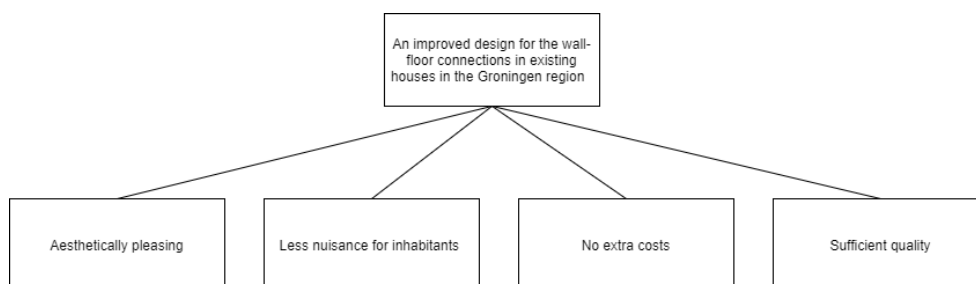 An improved design for the wall-
floor connections in existing
houses in the Groningen region
Aesthetically pleasing
Less nuisance for inhabitants
No extra costs
Sufficient quality